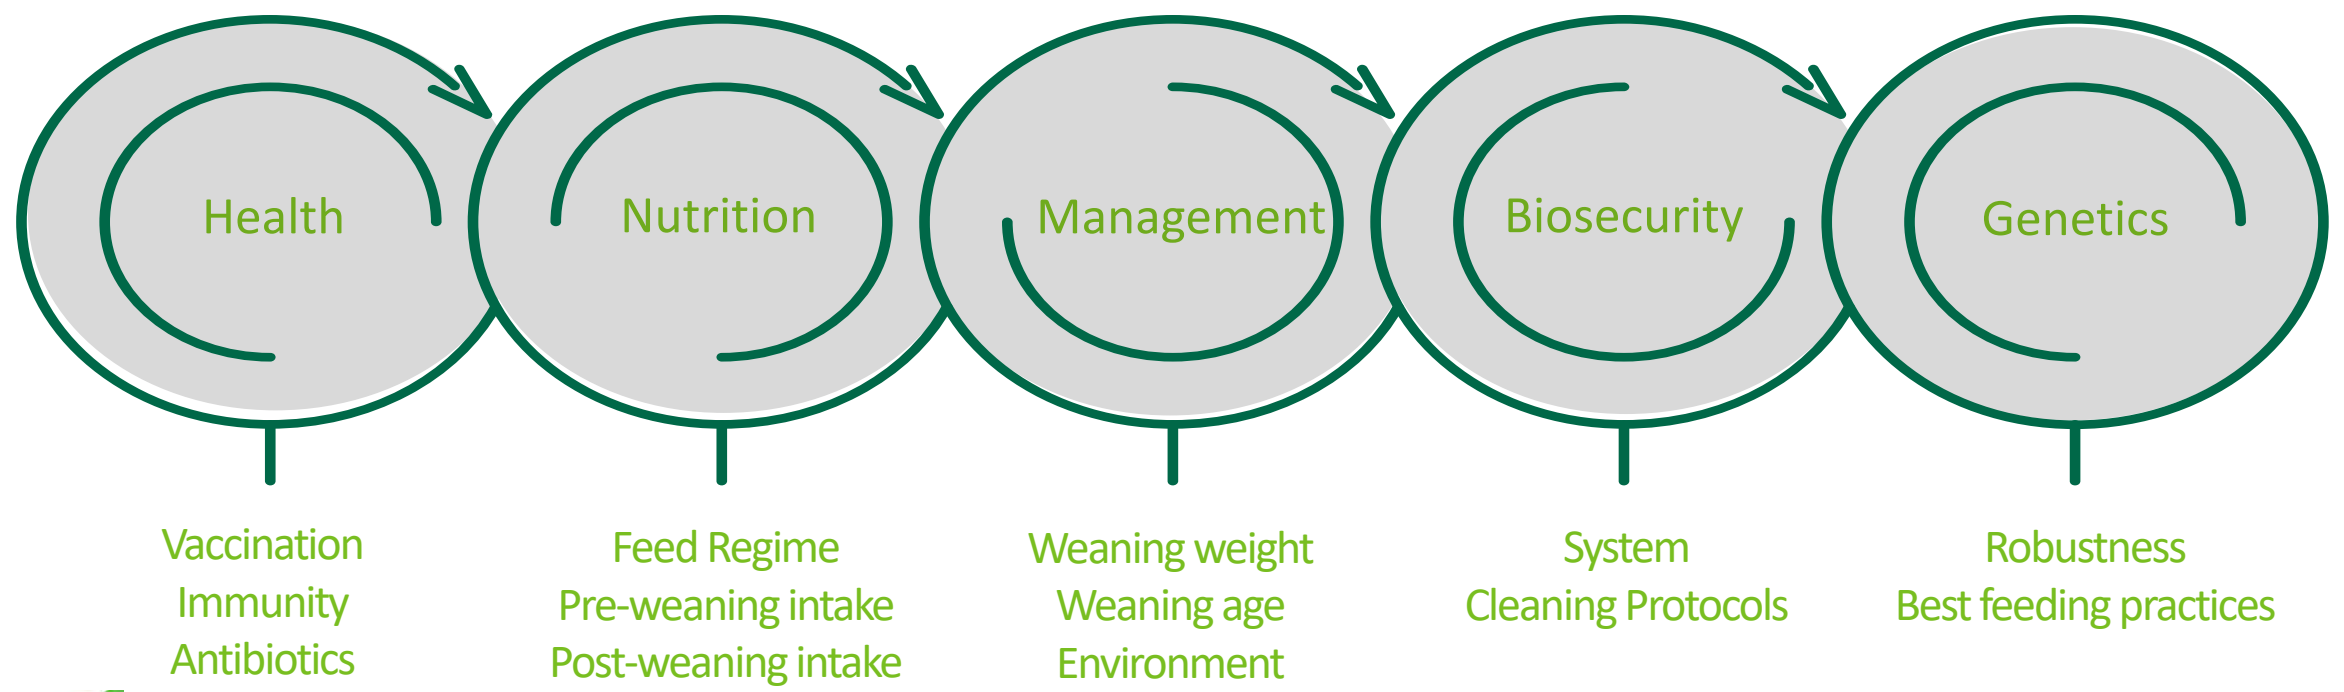 Health
Nutrition
Management
Biosecurity
Genetics
Vaccination
Immunity
Antibiotics
Feed Regime
Pre-weaning intake
Post-weaning intake
Weaning weight
Weaning age
Environment
System
Cleaning Protocols
Robustness
Best feeding practices